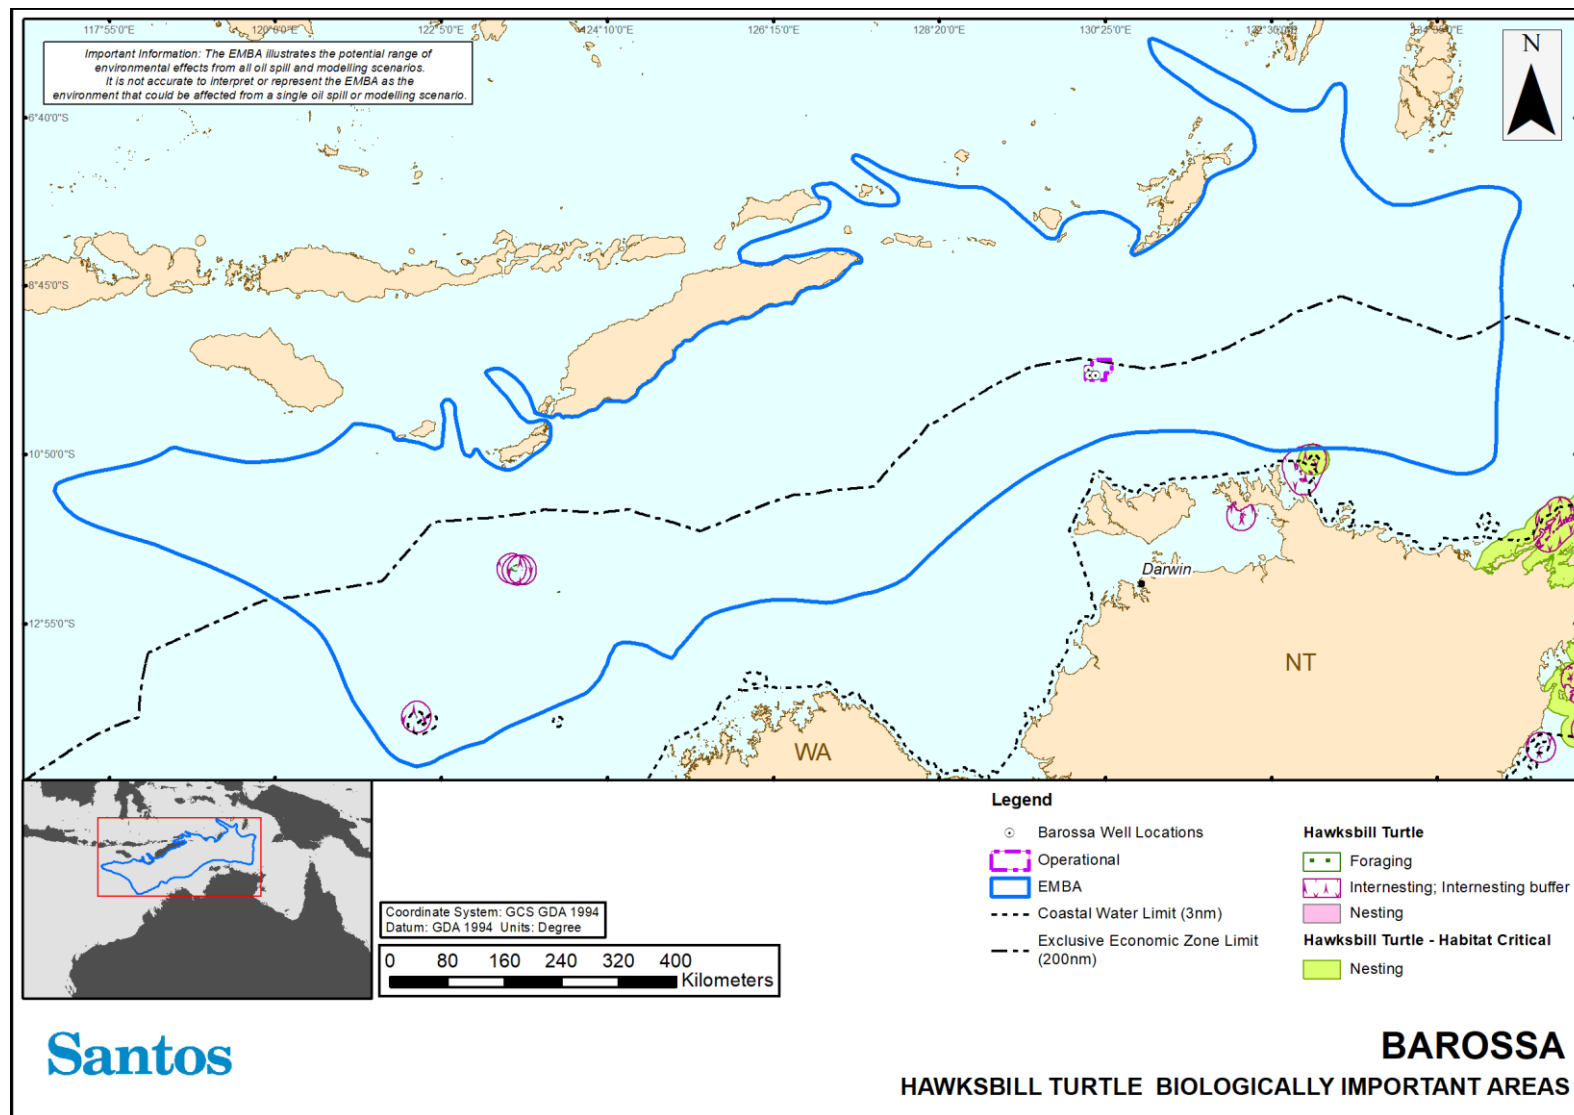 117°55'0"E 120°0'0"E 122°5'0"E 124°10'0"E 126°15'0"E 128°20'0"E 130°25'0"E 132°30'0"E
Important Information: The EMBA illustrates the potential range of
environmental effects from all oil spill and modelling scenarios.
It is not accurate to interpret or represent the EMBA as the
environment that could be affected from a single oil spill or modelling scenario.
N
6°40'0"S
8°45'0"S
10°50'0"S
12°55'0"S
Darwin
NT
WA
Legend
Barossa Well Locations
Operational
EMBA
Coastal Water Limit (3nm)
Exclusive Economic Zone Limit
(200nm)
Hawksbill Turtle
Foraging
Internesting; Internesting buffer
Nesting
Hawksbill Turtle - Habitat Critical
Nesting
Coordinate System: GCS GDA 1994
Datum: GDA 1994 Units: Degree
0 80 160 240 320 400
Kilometers
Santos
BAROSSA
HAWKSBILL TURTLE BIOLOGICALLY IMPORTANT AREAS